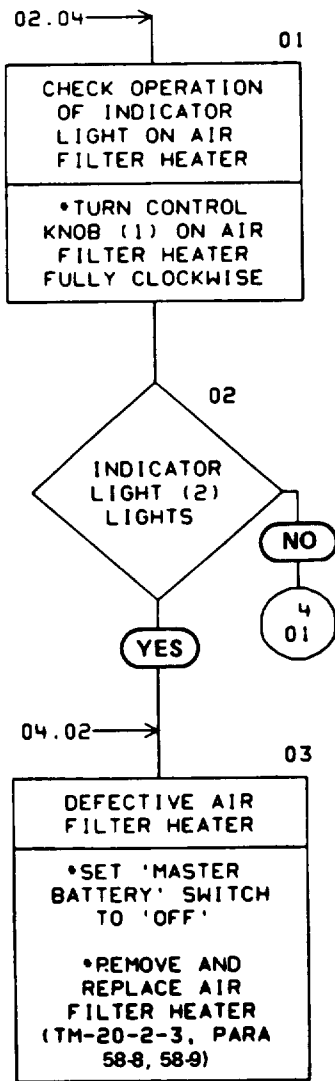 02.04
01
CHECK OPERATION
OF INDICATOR
LIGHT ON AIR
FILTER HEATER
•TURN CONTROL
KNOB (1) ON AIR
FILTER HEATER
FULLY CLOCKWISE
02
INDICATOR
LIGHT (2)
LIGHTS
NO
4
01
YES
04.02
03
DEFECTIVE AIR
FILTER HEATER
•SET 'MASTER
BATTERY' SWITCH
TO 'OFF'
•REMOVE AND
REPLACE AIR
FILTER HEATER
(TM-20-2-3, PARA
58-8, 58-9)